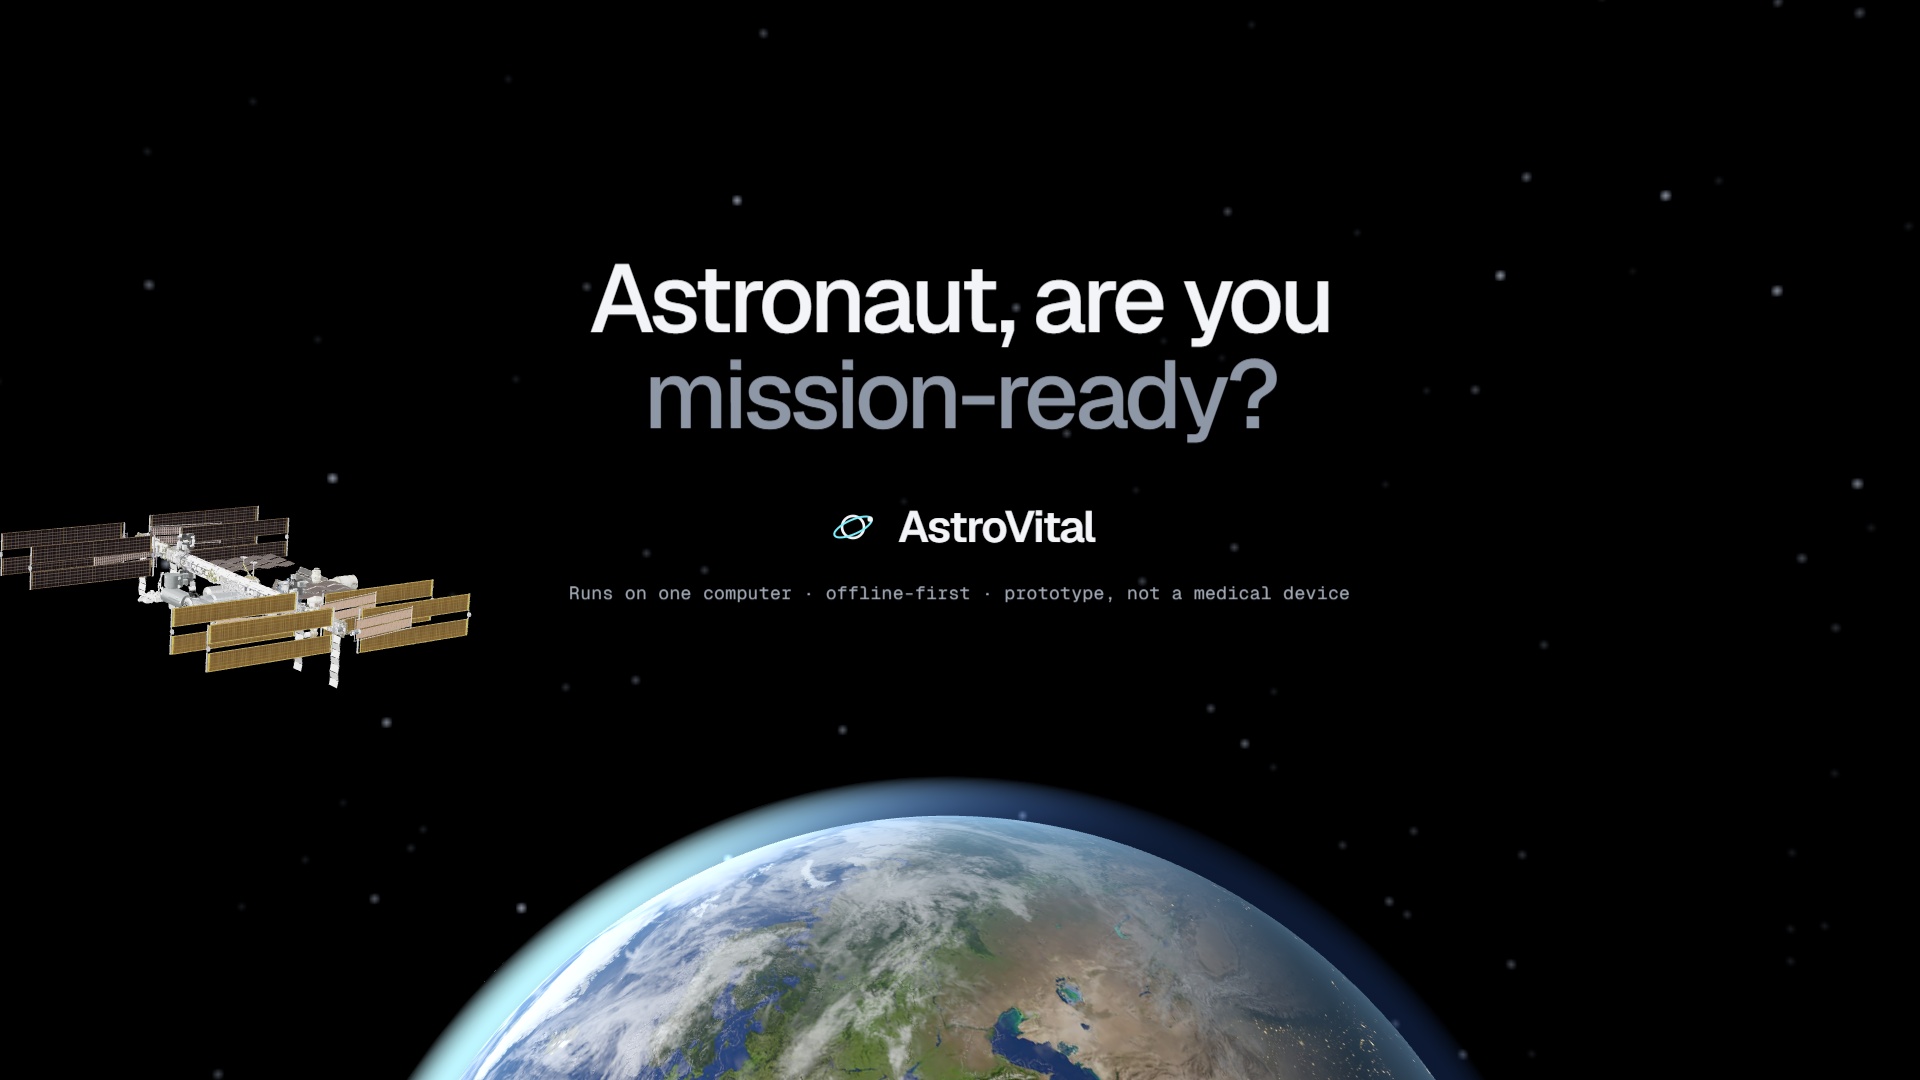 Astronaut, are you
mission-ready?
AstroVital
Runs on one computer · offline-first · prototype, not a medical device